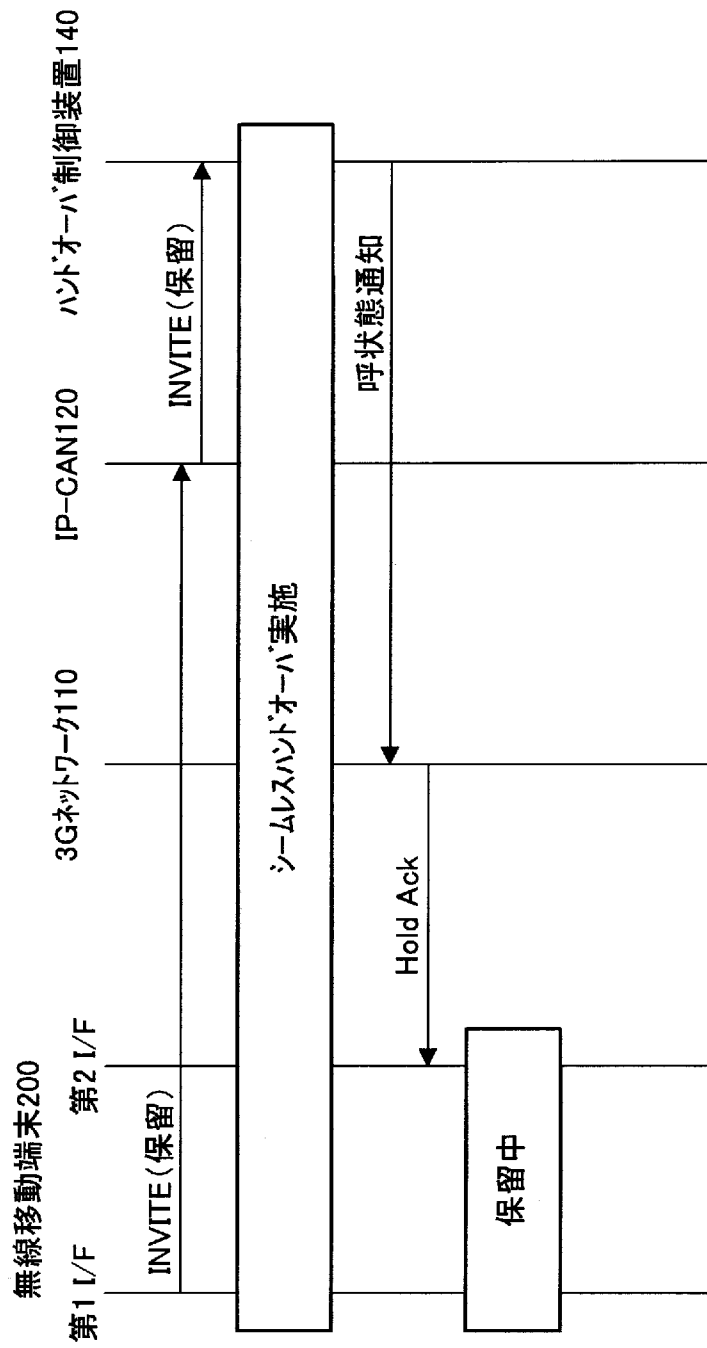 無線移動端末200
第1 I/F
第2 I/F
3Gネットワーク110
IP-CAN120
ハンドオーバ制御装置140
INVITE(保留)
INVITE(保留)
シームレスハンドオーバ実施
呼状態通知
Hold Ack
保留中